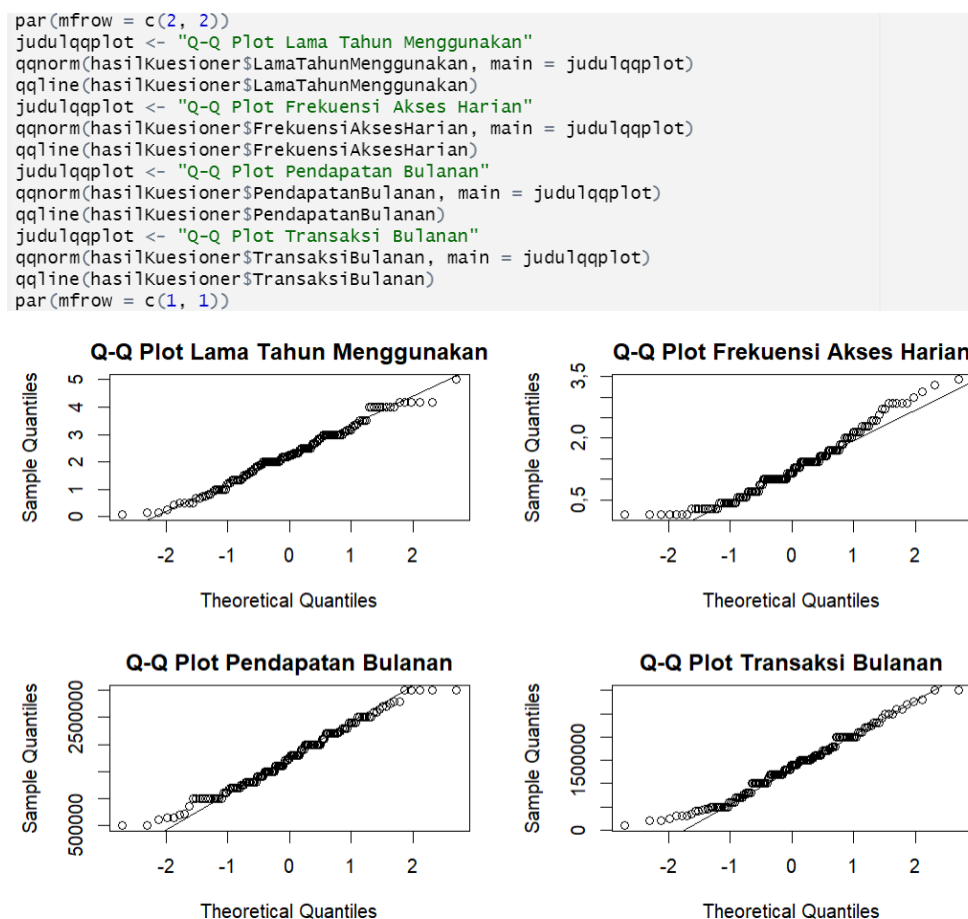 par(mfrow = c(2, 2))
judulqqplot <- "Q-Q Plot Lama Tahun Menggunakan"
qqnorm(hasilKuesioner$LamaTahunMenggunakan, main = judulqqplot)
qqline(hasilKuesioner$LamaTahunMenggunakan)
judulqqplot <- "Q-Q Plot Frekuensi Akses Harian"
qqnorm(hasilKuesioner$FrekuensiAksesHarian, main = judulqqplot)
qqline(hasilKuesioner$FrekuensiAksesHarian)
judulqqplot <- "Q-Q Plot Pendapatan Bulanan"
qqnorm(hasilKuesioner$PendapatanBulanan, main = judulqqplot)
qqline(hasilKuesioner$PendapatanBulanan)
judulqqplot <- "Q-Q Plot Transaksi Bulanan"
qqnorm(hasilKuesioner$TransaksiBulanan, main = judulqqplot)
qqline(hasilKuesioner$TransaksiBulanan)
par(mfrow = c(1, 1))
Q-Q Plot Lama Tahun Menggunakan
Sample Quantiles
5
4
3
2
1
0
-2 -1 0 1 2
Theoretical Quantiles
Q-Q Plot Frekuensi Akses Harian
Sample Quantiles
3,5
2,0
0,5
-2 -1 0 1 2
Theoretical Quantiles
Q-Q Plot Pendapatan Bulanan
Sample Quantiles
2500000
500000
-2 -1 0 1 2
Theoretical Quantiles
Q-Q Plot Transaksi Bulanan
Sample Quantiles
1500000
0
-2 -1 0 1 2
Theoretical Quantiles